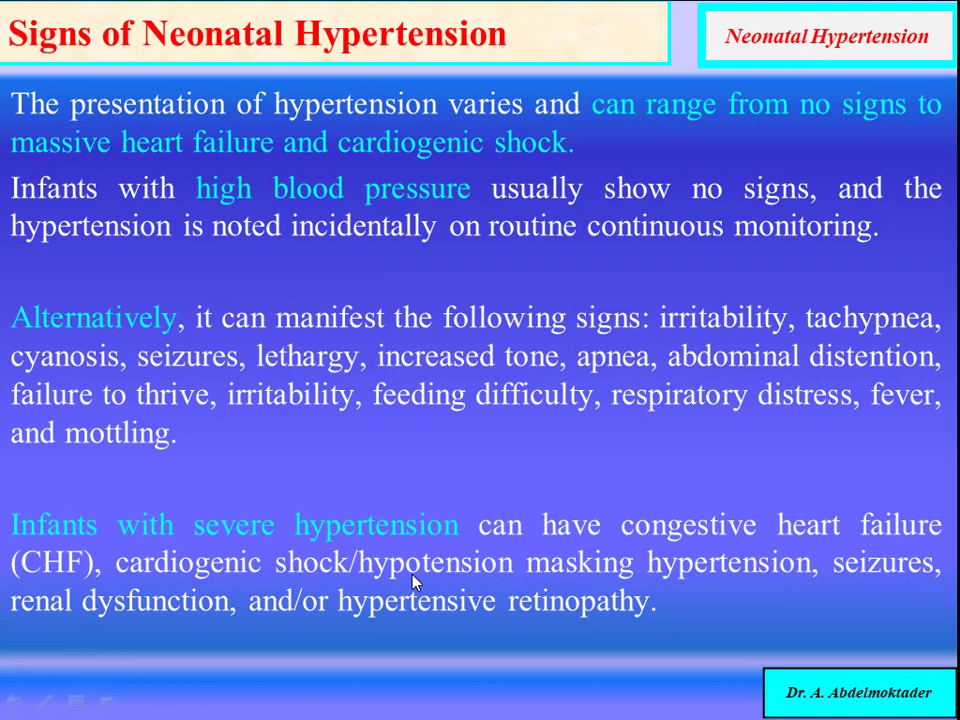 Signs of Neonatal Hypertension
Neonatal Hypertension
The presentation of hypertension varies and can range from no signs to
massive heart failure and cardiogenic shock.
Infants with high blood pressure usually show no signs, and the
hypertension is noted incidentally on routine continuous monitoring.
Alternatively, it can manifest the following signs: irritability, tachypnea,
cyanosis, seizures, lethargy, increased tone, apnea, abdominal distention,
failure to thrive, irritability, feeding difficulty, respiratory distress, fever,
and mottling.
Infants with severe hypertension can have congestive heart failure
(CHF), cardiogenic shock/hypotension masking hypertension, seizures,
renal dysfunction, and/or hypertensive retinopathy.
Dr. A. Abdelmoktader